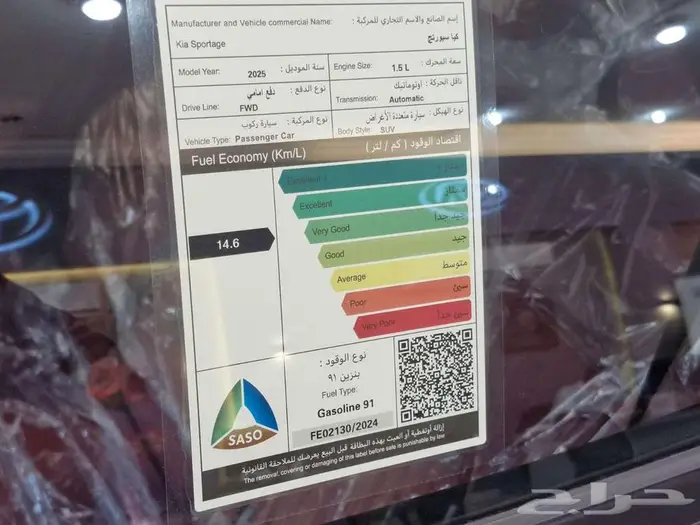 إسم الصانع والاسم التجاري للمركبة :
Manufacturer and Vehicle commercial Name:
كيا سبورتج
Kia Sportage
سنة الموديل :
Model Year: 2025
سعة المحرك :
Engine Size: 1.5 L
نوع الدفع : دفع امامي
Drive Line: FWD
ناقل الحركة : أوتوماتيك
Transmission: Automatic
نوع المركبة : سيارة ركوب
Vehicle Type: Passenger Car
نوع الهيكل : سيارة متعددة الأغراض
Body Style: SUV
Fuel Economy (Km/L) اقتصاد الوقود ( كم / لتر )
Excellent
Excellent ممتاز
Very Good جيد جداً
14.6
Good جيد
Average متوسط
Poor سيئ
Very Poor سيئ جداً
نوع الوقود :
بنزين ٩١
Fuel Type:
Gasoline 91
FE02130/2024
SASO
إزالة أو تغطية أو العبث بهذه البطاقة قبل البيع يعرضك للملاحقة القانونية
The removal, covering or damaging of this label before sale is punishable by law
حراج